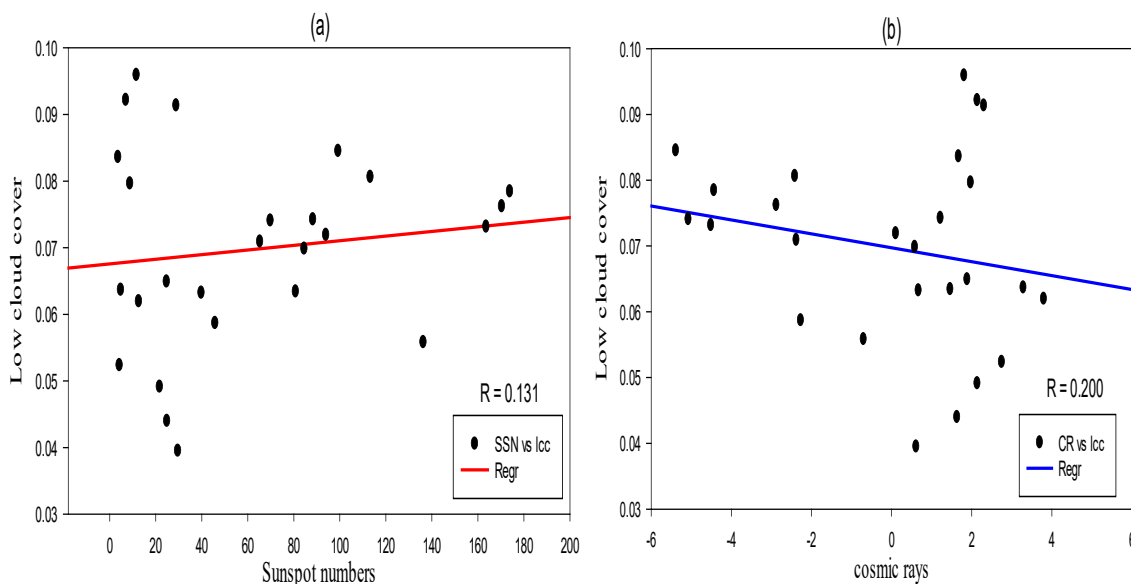 (a)
0.10
0.09
0.08
0.07
0.06
0.05
0.04
0.03
Low cloud cover
R = 0.131
SSN vs lcc
Regr
0 20 40 60 80 100 120 140 160 180 200
Sunspot numbers
(b)
0.10
0.09
0.08
0.07
0.06
0.05
0.04
0.03
Low cloud cover
R = 0.200
CR vs lcc
Regr
-6 -4 -2 0 2 4 6
cosmic rays